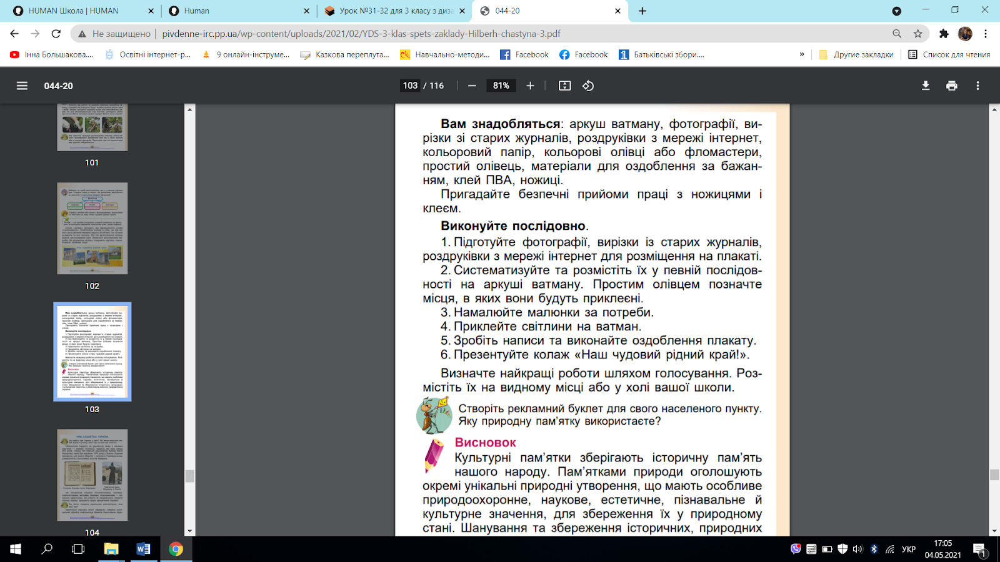 HUMAN Школа | HUMAN
Human
Урок №31-32 для 3 класу з диза
044-20
Не защищено | pivdenne-irc.pp.ua/wp-content/uploads/2021/02/YDS-3-klas-spets-zaklady-Hilberh-chastyna-3.pdf
Інна Большакова....
Освітні інтернет-р...
9 онлайн-інструме...
Казкова переплута...
Навчально-методи...
Facebook
Facebook
Батьківські збори....
»
Другие закладки
Список для чтения
044-20
103 / 116
81%
101
102
103
104
Вам знадобляться: аркуш ватману, фотографії, ви-
різки зі старих журналів, роздруківки з мережі інтернет,
кольоровий папір, кольорові олівці або фломастери,
простий олівець, матеріали для оздоблення за бажан-
ням, клей ПВА, ножиці.
Пригадайте безпечні прийоми праці з ножицями і
клеєм.
Виконуйте послідовно.
1. Підготуйте фотографії, вирізки із старих журналів,
роздруківки з мережі інтернет для розміщення на плакаті.
2. Систематизуйте та розмістіть їх у певній послідов-
ності на аркуші ватману. Простим олівцем позначте
місця, в яких вони будуть приклеєні.
3. Намалюйте малюнки за потреби.
4. Приклейте світлини на ватман.
5. Зробіть написи та виконайте оздоблення плакату.
6. Презентуйте колаж «Наш чудовий рідний край!».
Визначте найкращі роботи шляхом голосування. Роз-
містіть їх на видному місці або у холі вашої школи.
Створіть рекламний буклет для свого населеного пункту.
Яку природну пам’ятку використаєте?
Висновок
Культурні пам’ятки зберігають історичну пам’ять
нашого народу. Пам’ятками природи оголошують
окремі унікальні природні утворення, що мають особливе
природоохоронне, наукове, естетичне, пізнавальне й
культурне значення, для збереження їх у природному
стані. Шанування та збереження історичних, природних
УКР
17:05
04.05.2021
1